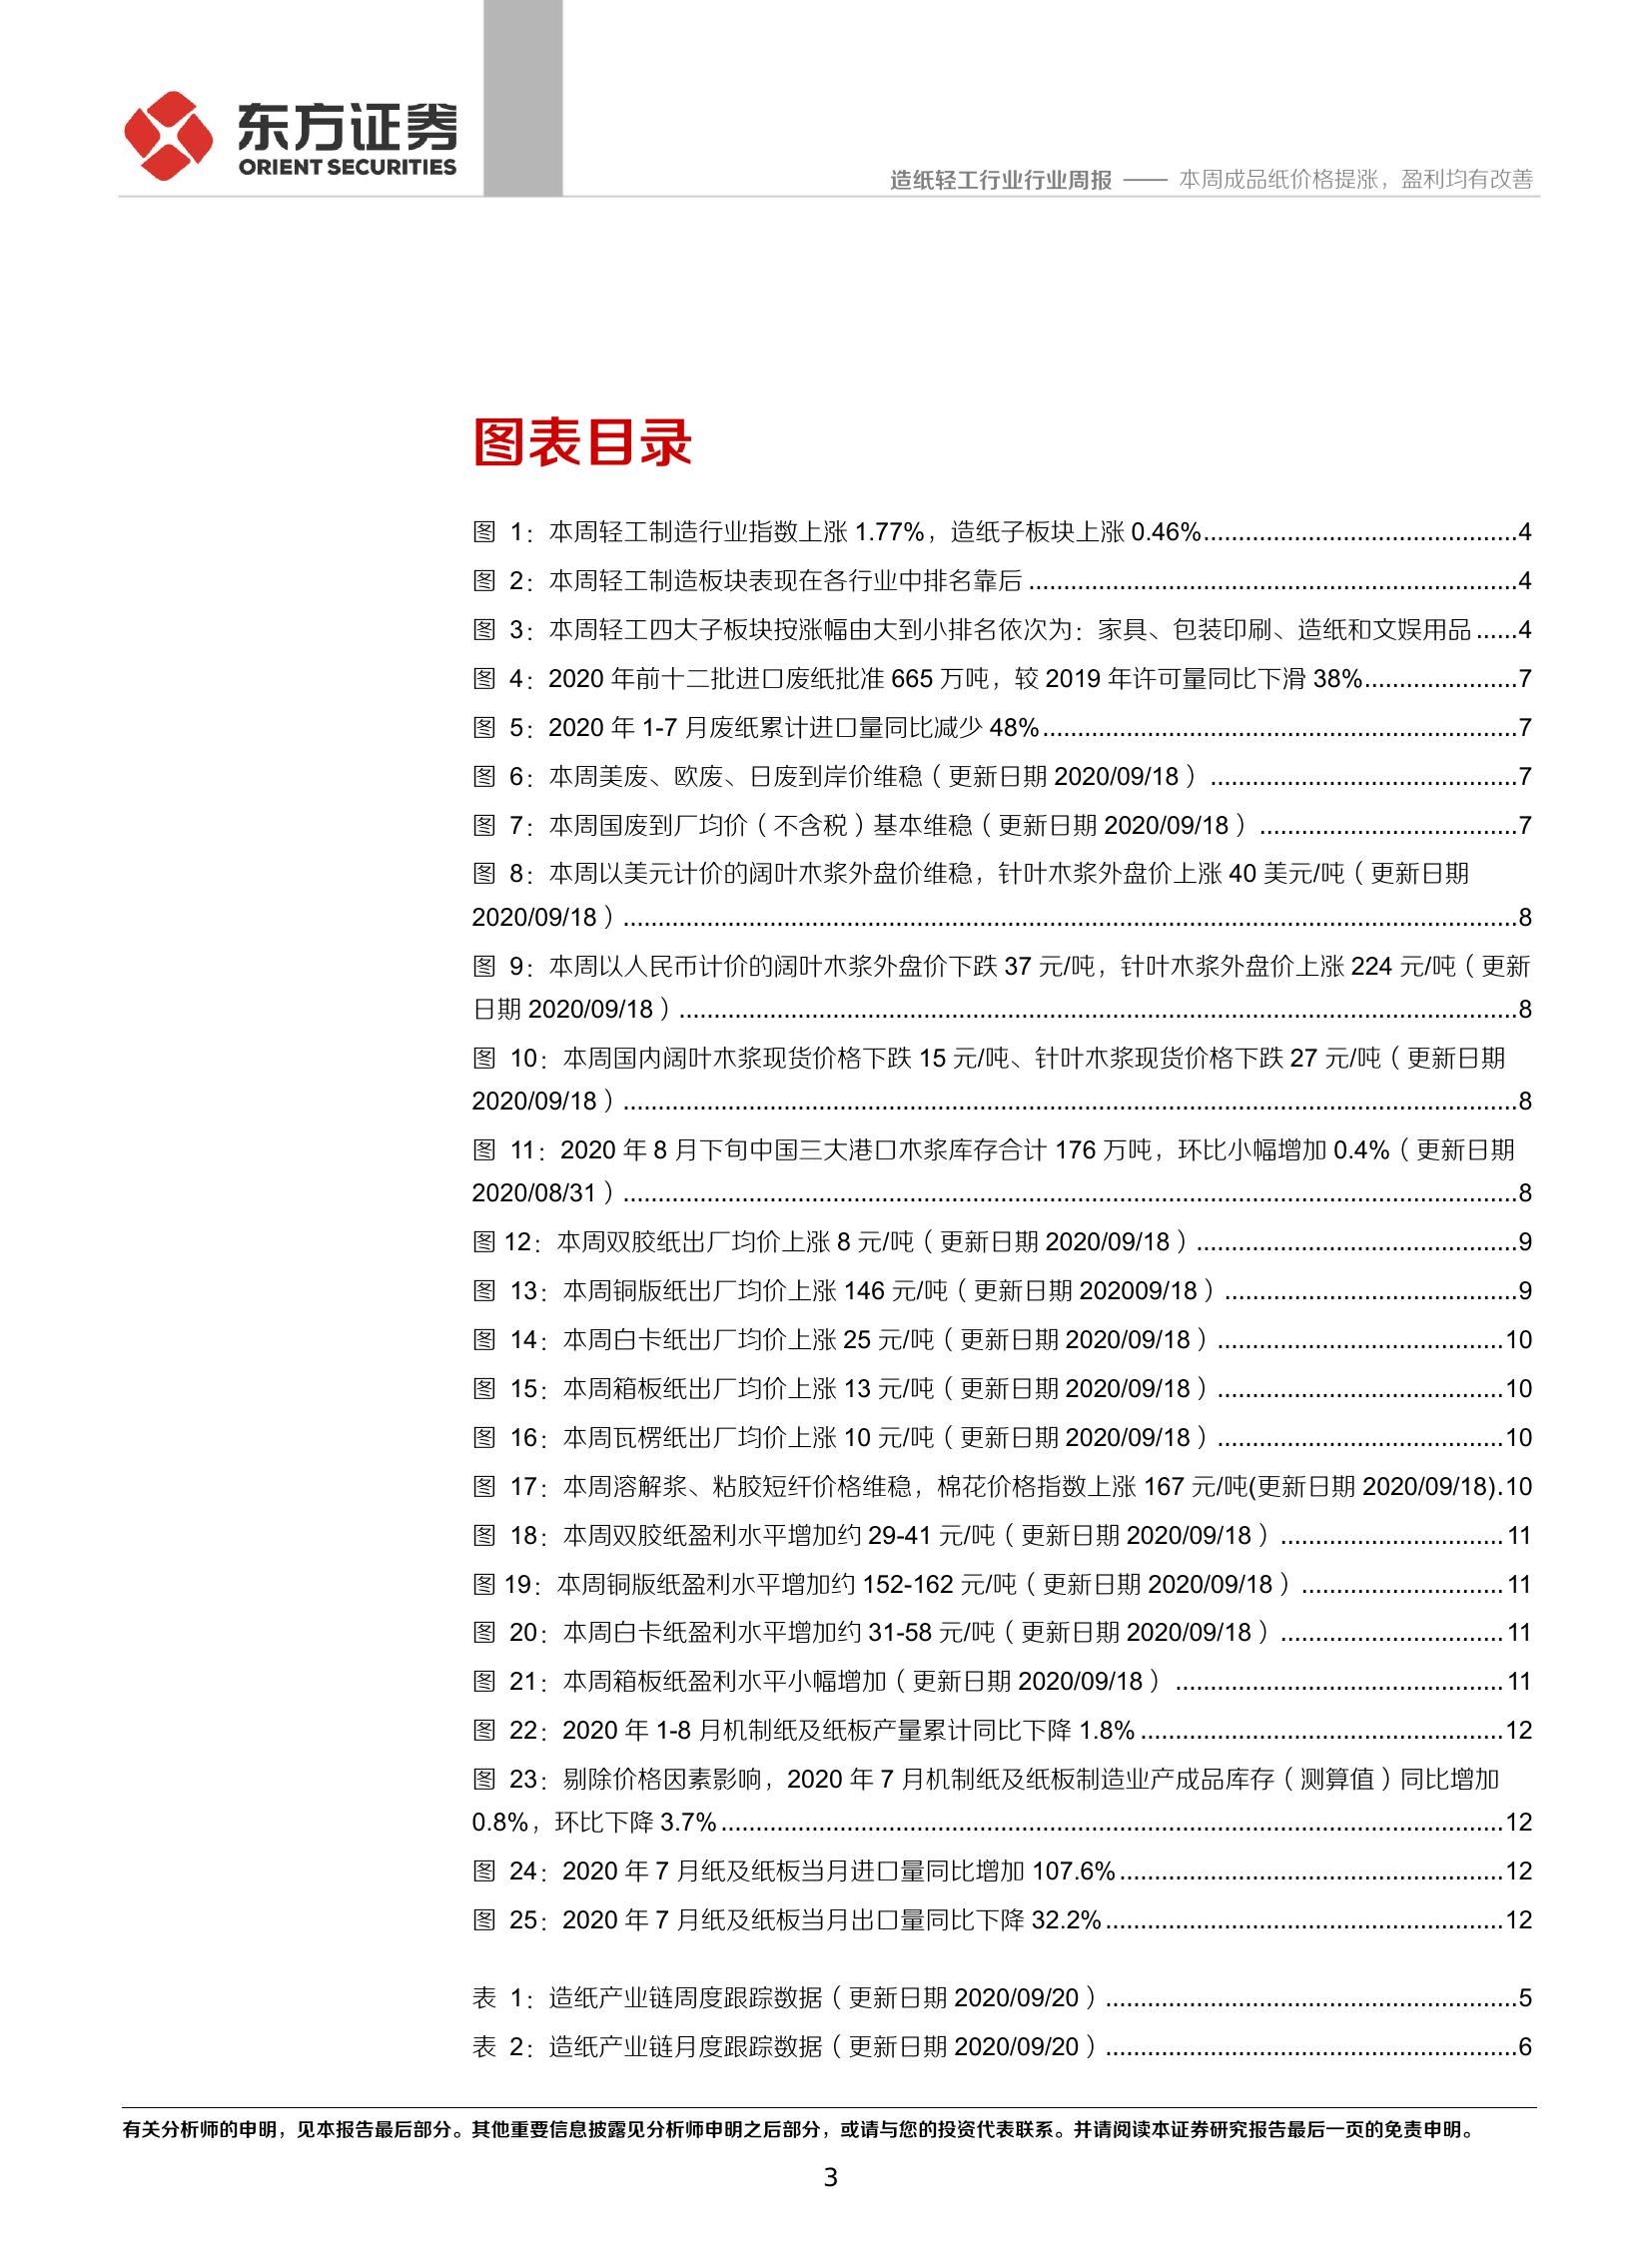 东方证券
ORIENT SECURITIES
造纸轻工行业行业周报 —— 本周成品纸价格提涨，盈利均有改善
图表目录
图 1：本周轻工制造行业指数上涨 1.77%，造纸子板块上涨 0.46%.............................................4
图 2：本周轻工制造板块表现在各行业中排名靠后 ......................................................................4
图 3：本周轻工四大子板块按涨幅由大到小排名依次为：家具、包装印刷、造纸和文娱用品 ......4
图 4：2020 年前十二批进口废纸批准 665 万吨，较 2019 年许可量同比下滑 38%......................7
图 5：2020 年 1-7 月废纸累计进口量同比减少 48%....................................................................7
图 6：本周美废、欧废、日废到岸价维稳（更新日期 2020/09/18） ............................................7
图 7：本周国废到厂均价（不含税）基本维稳（更新日期 2020/09/18） .....................................7
图 8：本周以美元计价的阔叶木浆外盘价维稳，针叶木浆外盘价上涨 40 美元/吨（更新日期
2020/09/18）................................................................................................................................8
图 9：本周以人民币计价的阔叶木浆外盘价下跌 37 元/吨，针叶木浆外盘价上涨 224 元/吨（更新
日期 2020/09/18）........................................................................................................................8
图 10：本周国内阔叶木浆现货价格下跌 15 元/吨、针叶木浆现货价格下跌 27 元/吨（更新日期
2020/09/18）................................................................................................................................8
图 11：2020 年 8 月下旬中国三大港口木浆库存合计 176 万吨，环比小幅增加 0.4%（更新日期
2020/08/31）................................................................................................................................8
图 12：本周双胶纸出厂均价上涨 8 元/吨（更新日期 2020/09/18）..............................................9
图 13：本周铜版纸出厂均价上涨 146 元/吨（更新日期 202009/18）..........................................9
图 14：本周白卡纸出厂均价上涨 25 元/吨（更新日期 2020/09/18）.........................................10
图 15：本周箱板纸出厂均价上涨 13 元/吨（更新日期 2020/09/18）.........................................10
图 16：本周瓦楞纸出厂均价上涨 10 元/吨（更新日期 2020/09/18）.........................................10
图 17：本周溶解浆、粘胶短纤价格维稳，棉花价格指数上涨 167 元/吨(更新日期 2020/09/18).10
图 18：本周双胶纸盈利水平增加约 29-41 元/吨（更新日期 2020/09/18）................................11
图 19：本周铜版纸盈利水平增加约 152-162 元/吨（更新日期 2020/09/18）.............................11
图 20：本周白卡纸盈利水平增加约 31-58 元/吨（更新日期 2020/09/18）................................11
图 21：本周箱板纸盈利水平小幅增加（更新日期 2020/09/18） ...............................................11
图 22：2020 年 1-8 月机制纸及纸板产量累计同比下降 1.8%....................................................12
图 23：剔除价格因素影响，2020 年 7 月机制纸及纸板制造业产成品库存（测算值）同比增加
0.8%，环比下降 3.7%................................................................................................................12
图 24：2020 年 7 月纸及纸板当月进口量同比增加 107.6%.......................................................12
图 25：2020 年 7 月纸及纸板当月出口量同比下降 32.2%.........................................................12
表 1：造纸产业链周度跟踪数据（更新日期 2020/09/20）...........................................................5
表 2：造纸产业链月度跟踪数据（更新日期 2020/09/20）...........................................................6
有关分析师的申明，见本报告最后部分。其他重要信息披露见分析师申明之后部分，或请与您的投资代表联系。并请阅读本证券研究报告最后一页的免责申明。
3